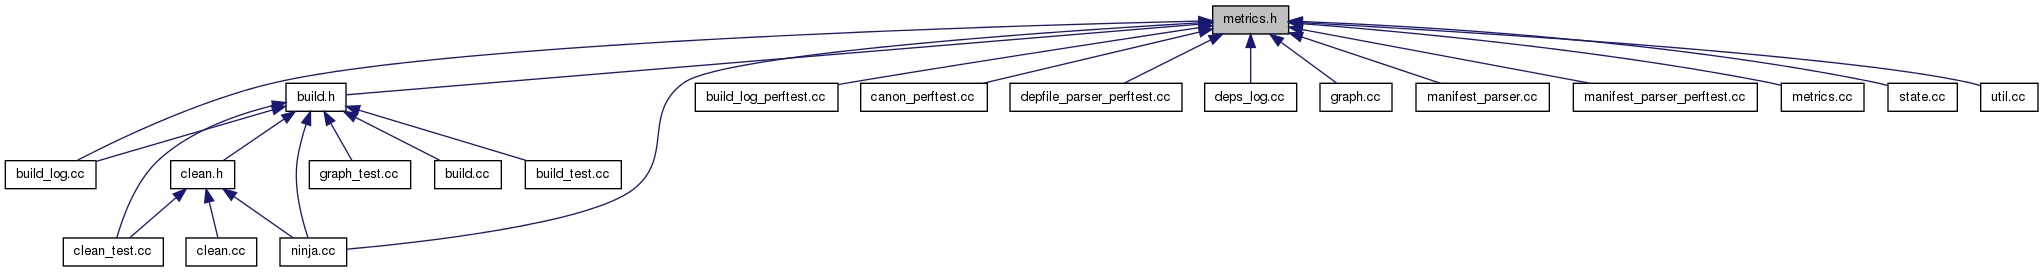 metrics.h
build.h
build_log_perftest.cc
canon_perftest.cc
depfile_parser_perftest.cc
deps_log.cc
graph.cc
manifest_parser.cc
manifest_parser_perftest.cc
metrics.cc
state.cc
util.cc
build_log.cc
clean.h
graph_test.cc
build.cc
build_test.cc
clean_test.cc
clean.cc
ninja.cc